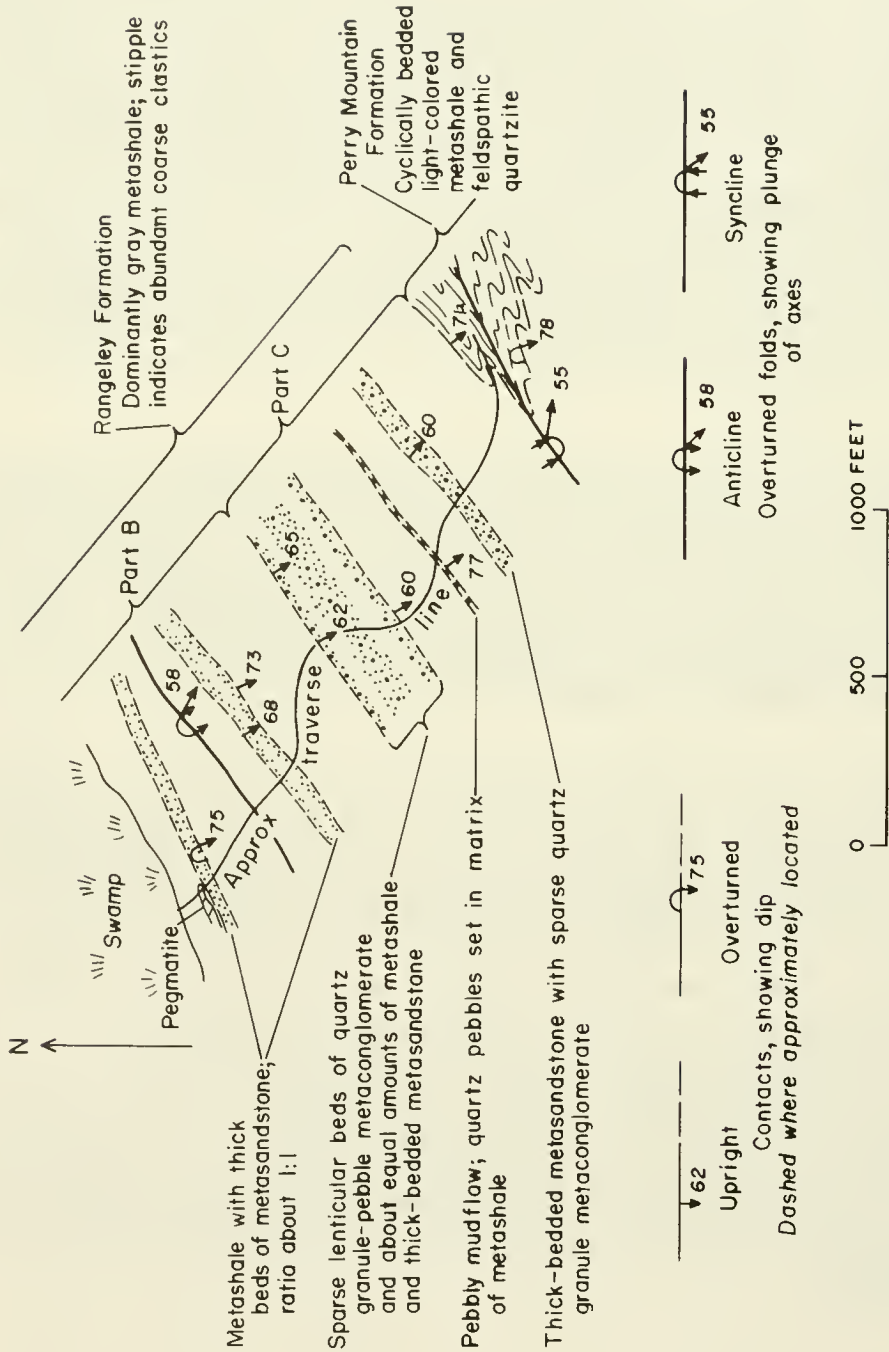 N
Rangeley Formation
Dominantly gray metashale; stipple
indicates abundant coarse clastics
Perry Mountain
Formation
Cyclically bedded
light-colored
metashale and
feldspathic
quartzite
Part B
Part C
Swamp
Pegmatite
Approx
traverse
line
75
58
73
68
62
65
60
77
60
74
78
55
Metashale with thick
beds of metasandstone;
ratia about 1:1
Sparse lenticular beds of quartz
granule-pebble metaconglomerate
and about equal amounts of metashale
and thick-bedded metasandstone
Pebbly mudflow; quartz pebbles set in matrix
of metashale
Thick-bedded metasandstone with sparse quartz
granule metaconglomerate
0 500 1000 FEET
62
Upright
75
Overturned
Contacts, showing dip
Dashed where approximately located
58
Anticline
55
Syncline
Overturned folds, showing plunge
of axes